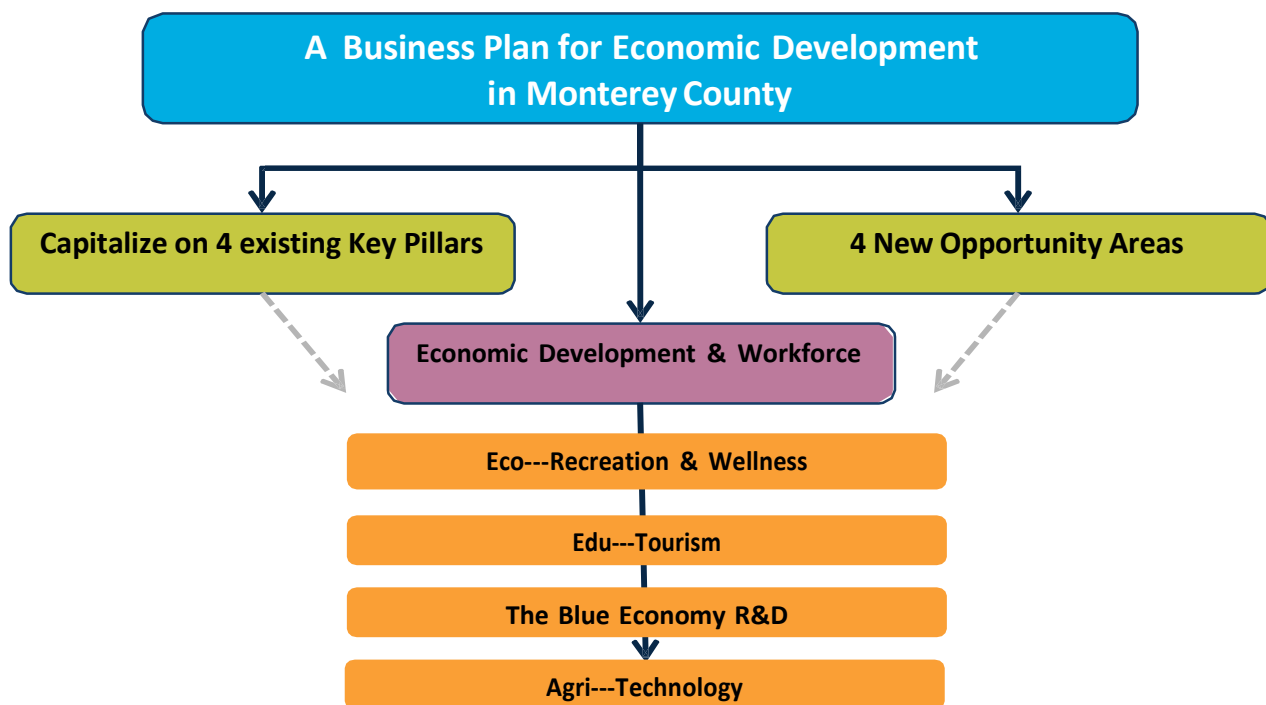 A Business Plan for Economic Development
in Monterey County
Capitalize on 4 existing Key Pillars
4 New Opportunity Areas
Economic Development & Workforce
Eco---Recreation & Wellness
Edu---Tourism
The Blue Economy R&D
Agri---Technology